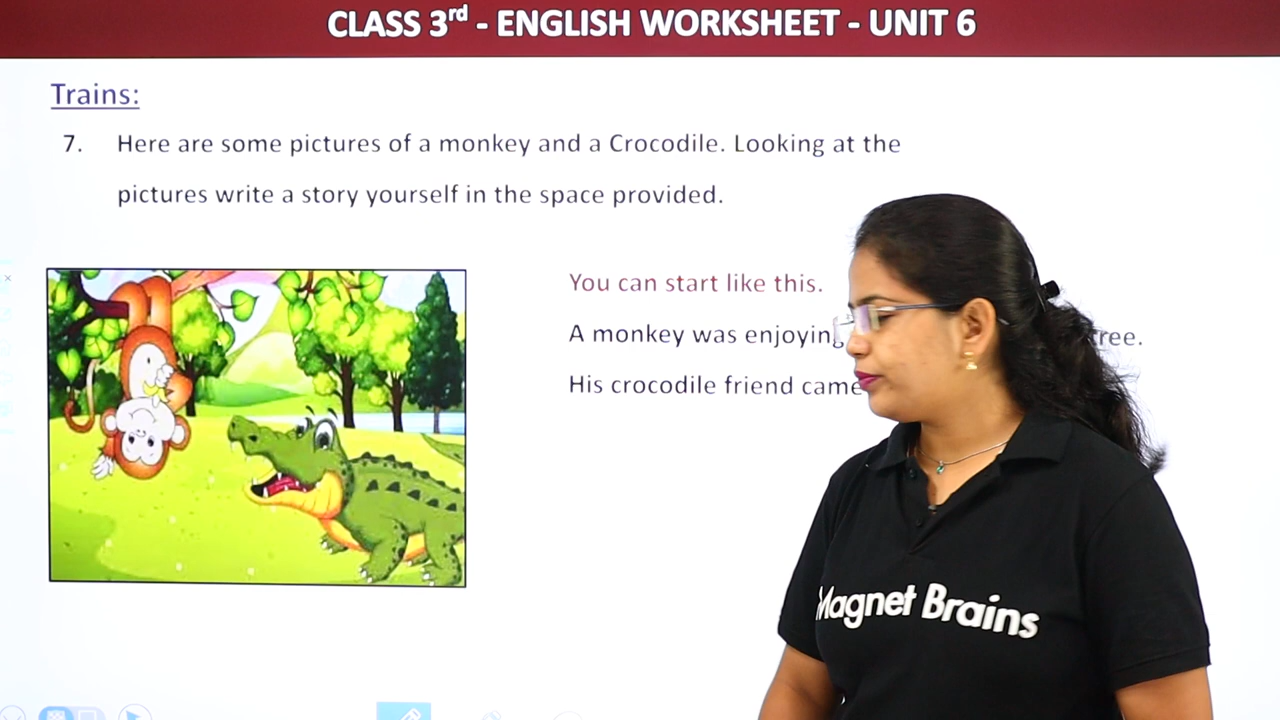 CLASS 3rd - ENGLISH WORKSHEET - UNIT 6
Trains:
7. Here are some pictures of a monkey and a Crocodile. Looking at the
pictures write a story yourself in the space provided.
You can start like this.
A monkey was enjoying tree.
His crocodile friend came
Magnet Brains